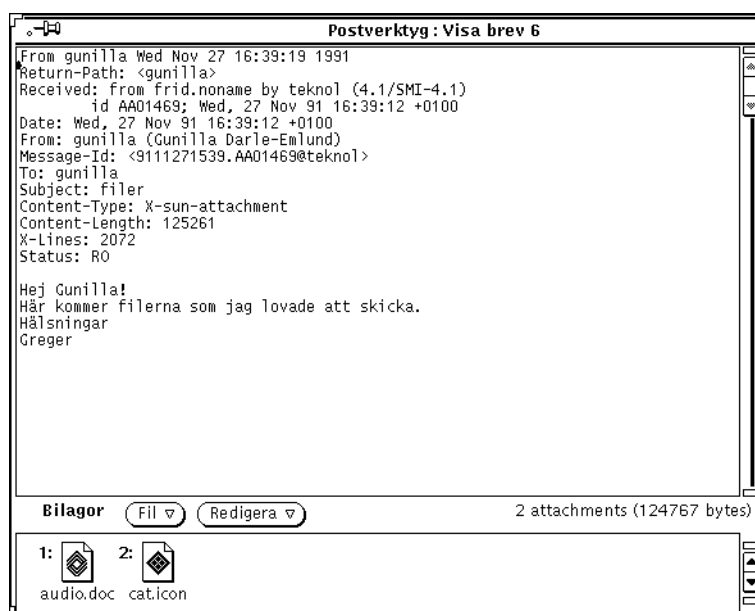 Postverktyg : Visa brev 6
From gunilla Wed Nov 27 16:39:19 1991
Return-Path: <gunilla>
Received: from frid.noname by teknol (4.1/SMI-4.1)
        id AA01469; Wed, 27 Nov 91 16:39:12 +0100
Date: Wed, 27 Nov 91 16:39:12 +0100
From: gunilla (Gunilla Darle-Emlund)
Message-Id: <9111271539.AA01469@teknol>
To: gunilla
Subject: filer
Content-Type: X-sun-attachment
Content-Length: 125261
X-Lines: 2072
Status: RO
Hej Gunilla!
Här kommer filerna som jag lovade att skicka.
Hälsningar
Greger
Bilagor Fil Redigera 2 attachments (124767 bytes)
1: 2:
audio.doc cat.icon